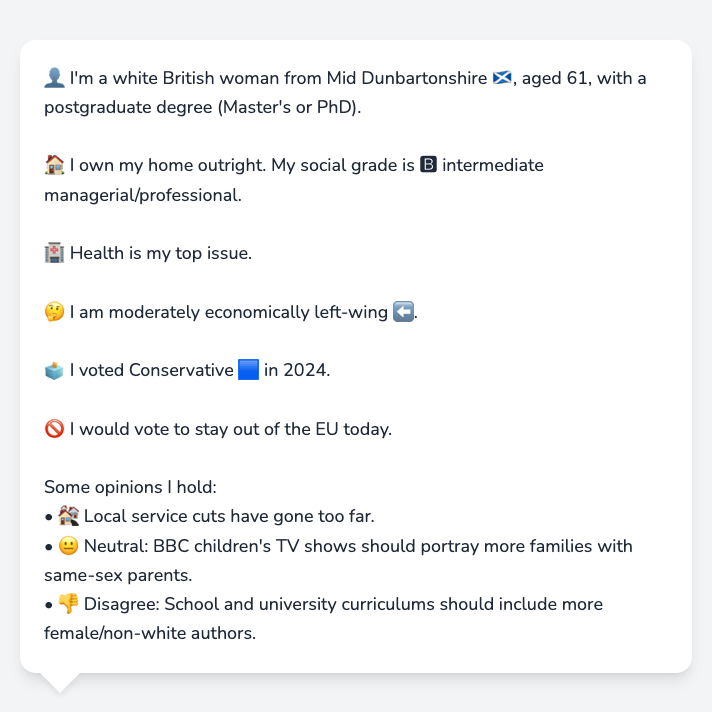 👤 I'm a white British woman from Mid Dunbartonshire 🏴󠁧󠁢󠁳󠁣󠁴󠁿, aged 61, with a
postgraduate degree (Master's or PhD).
🏠 I own my home outright. My social grade is 🅱 intermediate
managerial/professional.
🏥 Health is my top issue.
🤔 I am moderately economically left-wing ⬅️.
🗳️ I voted Conservative 🟦 in 2024.
🚫 I would vote to stay out of the EU today.
Some opinions I hold:
• 🏚️ Local service cuts have gone too far.
• 😐 Neutral: BBC children's TV shows should portray more families with
same-sex parents.
• 👎 Disagree: School and university curriculums should include more
female/non-white authors.